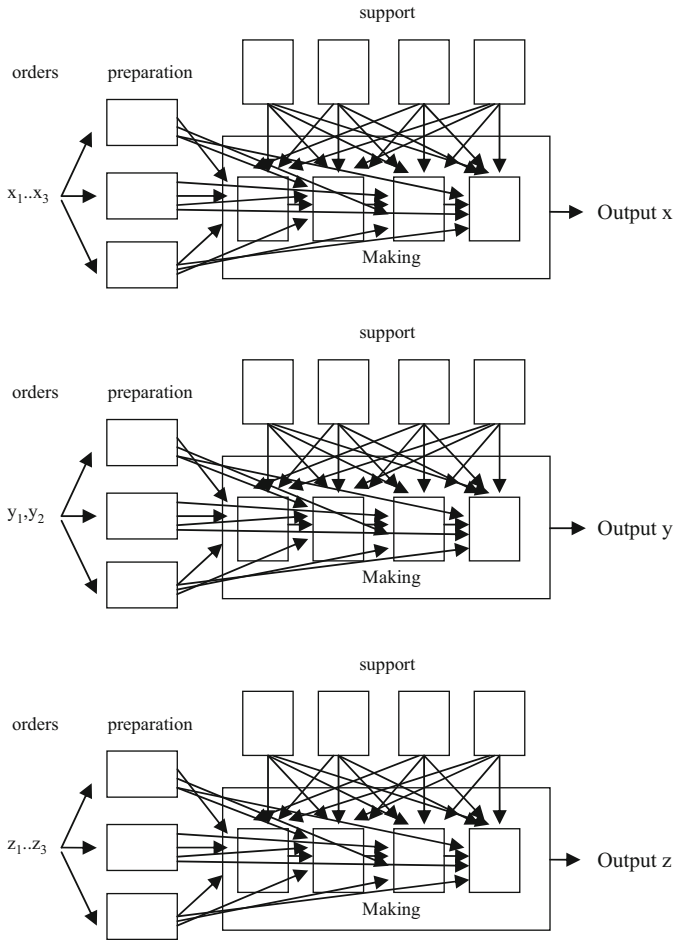 support
orders preparation
x₁..x₃
Output x
Making
support
orders preparation
y₁,y₂
Output y
Making
support
orders preparation
z₁..z₃
Output z
Making